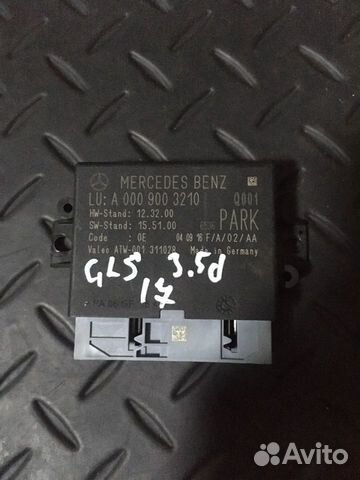 MERCEDES BENZ
LU: A 000 900 3210 Q001
HW-Stand: 12.32.00
SW-Stand: 15.51.00 PARK
Code : 0E 04 09 16 F/A/02/AA
Valeo ATW-001 311028 Made in Germany
GLS 3.5d
17
Avito